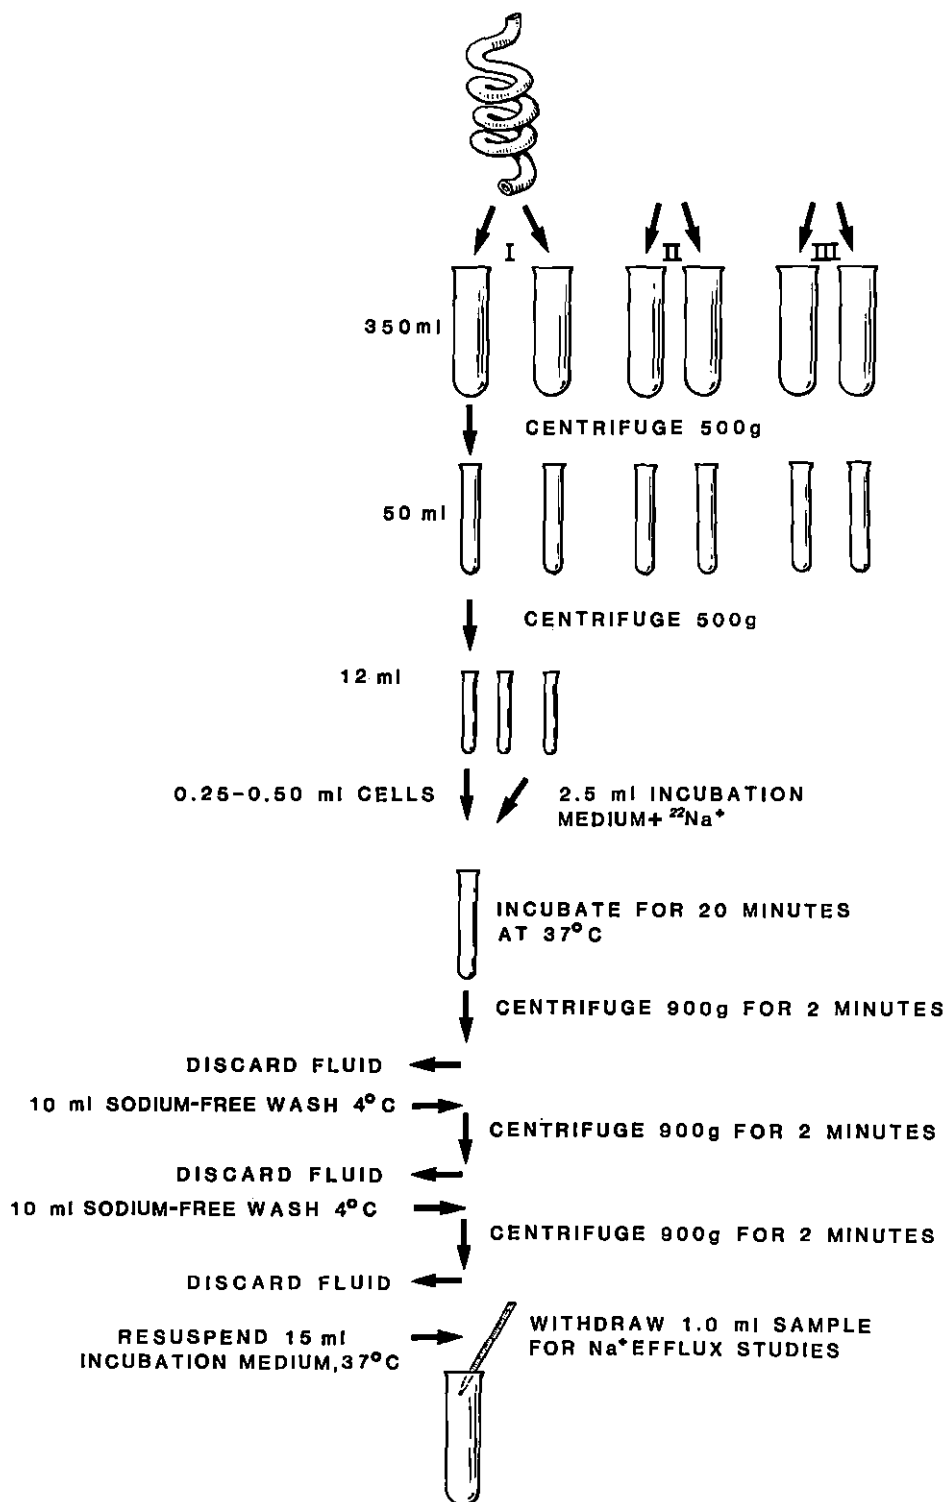 I
II
III
350ml
CENTRIFUGE 500g
50 ml
CENTRIFUGE 500g
12 ml
0.25-0.50 ml CELLS
2.5 ml INCUBATION
MEDIUM+ ²²Na⁺
INCUBATE FOR 20 MINUTES
AT 37°C
CENTRIFUGE 900g FOR 2 MINUTES
DISCARD FLUID
10 ml SODIUM-FREE WASH 4°C
CENTRIFUGE 900g FOR 2 MINUTES
DISCARD FLUID
10 ml SODIUM-FREE WASH 4°C
CENTRIFUGE 900g FOR 2 MINUTES
DISCARD FLUID
RESUSPEND 15 ml
INCUBATION MEDIUM,37°C
WITHDRAW 1.0 ml SAMPLE
FOR Na⁺EFFLUX STUDIES